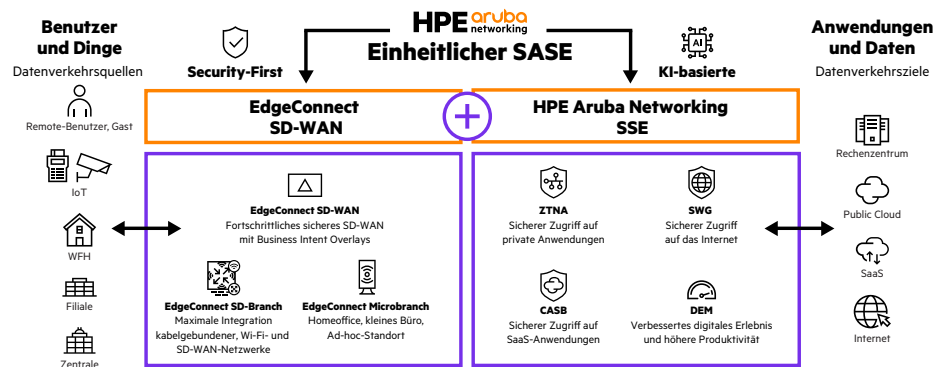 HPE aruba
networking
Einheitlicher SASE
Security-First
KI-basierte
Benutzer
und Dinge
Datenverkehrsquellen
Remote-Benutzer, Gast
IoT
WFH
Filiale
Zentrale
EdgeConnect
SD-WAN
HPE Aruba Networking
SSE
EdgeConnect SD-WAN
Fortschrittliches sicheres SD-WAN
mit Business Intent Overlays
EdgeConnect SD-Branch
Maximale Integration
kabelgebundener, Wi-Fi- und
SD-WAN-Netzwerke
EdgeConnect Microbranch
Homeoffice, kleines Büro,
Ad-hoc-Standort
ZTNA
Sicherer Zugriff auf
private Anwendungen
SWG
Sicherer Zugriff
auf das Internet
CASB
Sicherer Zugriff auf
SaaS-Anwendungen
DEM
Verbessertes digitales Erlebnis
und höhere Produktivität
Anwendungen
und Daten
Datenverkehrsziele
Rechenzentrum
Public Cloud
SaaS
Internet
AI